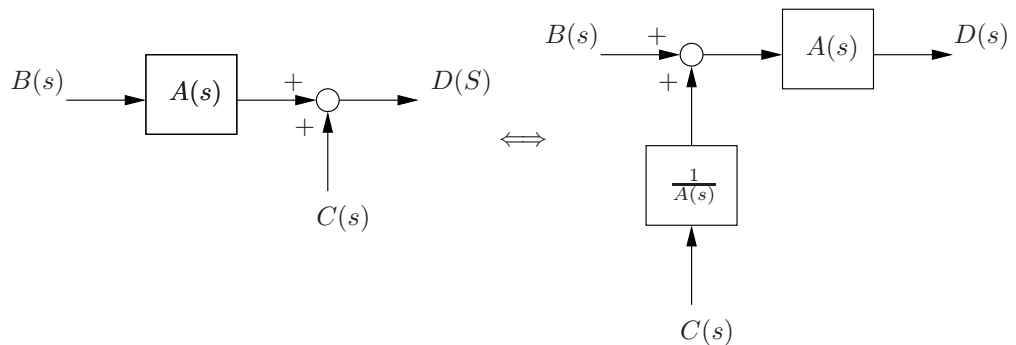 B(s)
A(s)
+
+
D(S)
C(s)
⟺
B(s)
+
+
A(s)
D(s)
1/A(s)
C(s)